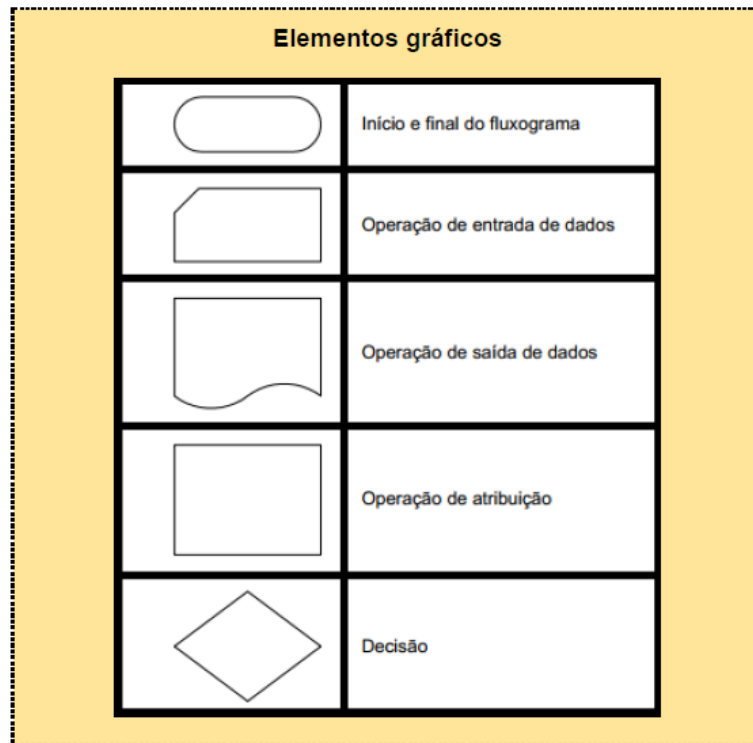 Elementos gráficos
Início e final do fluxograma
Operação de entrada de dados
Operação de saída de dados
Operação de atribuição
Decisão